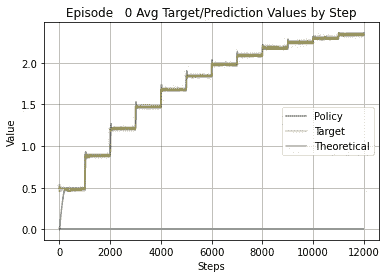 Episode   0 Avg Target/Prediction Values by Step
Value
2.0
1.5
1.0
0.5
0.0
Policy
Target
Theoretical
0 2000 4000 6000 8000 10000 12000
Steps